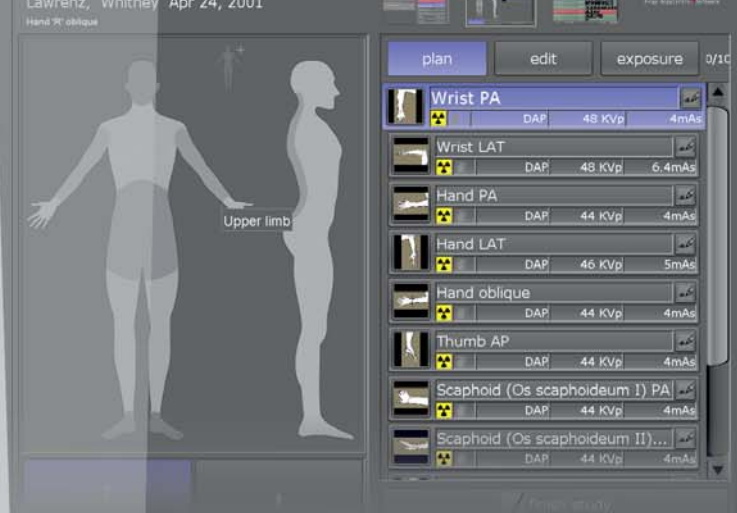 Lawrenz, Whitney Apr 24, 2001
Hand 'R' oblique
Upper limb
plan edit exposure 0/10
Wrist PA
DAP 48 KVp 4mAs
Wrist LAT
DAP 48 KVp 6.4mAs
Hand PA
DAP 44 KVp 4mAs
Hand LAT
DAP 46 KVp 5mAs
Hand oblique
DAP 44 KVp 4mAs
Thumb AP
DAP 44 KVp 4mAs
Scaphoid (Os scaphoideum I) PA
DAP 44 KVp 4mAs
Scaphoid (Os scaphoideum II)...
DAP 44 KVp 4mAs
finish study